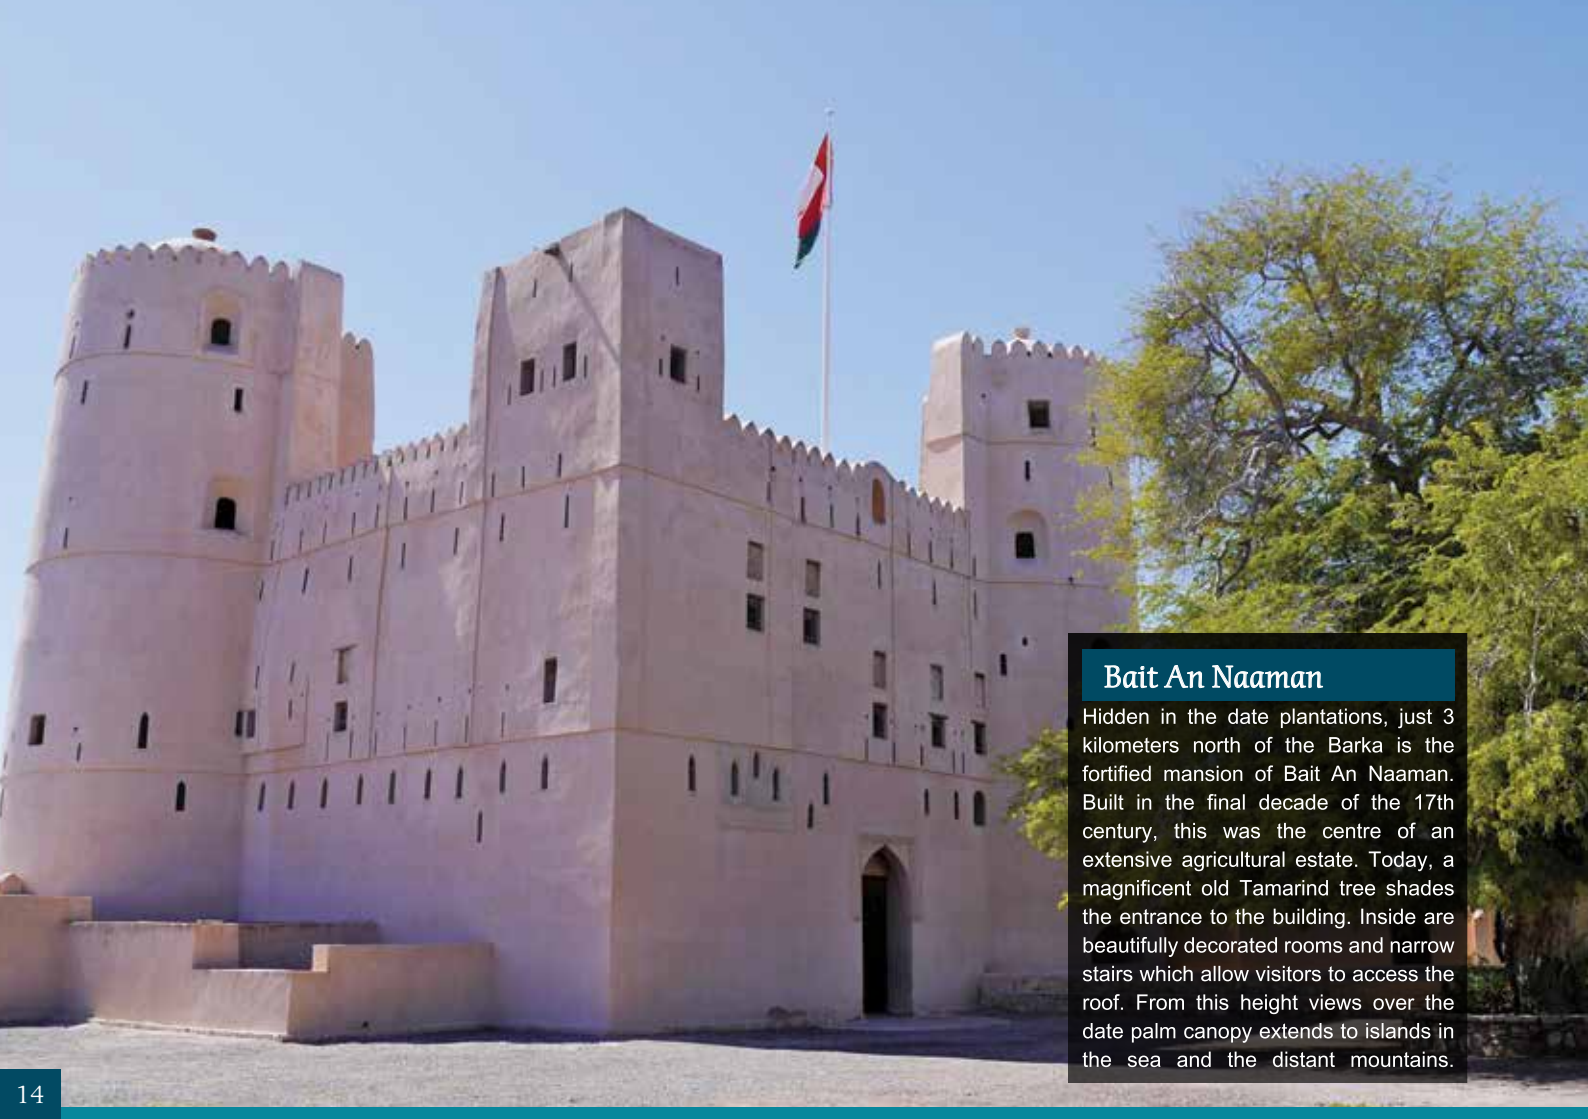 Bait An Naaman
Hidden in the date plantations, just 3
kilometers north of the Barka is the
fortified mansion of Bait An Naaman.
Built in the final decade of the 17th
century, this was the centre of an
extensive agricultural estate. Today, a
magnificent old Tamarind tree shades
the entrance to the building. Inside are
beautifully decorated rooms and narrow
stairs which allow visitors to access the
roof. From this height views over the
date palm canopy extends to islands in
the sea and the distant mountains.
14